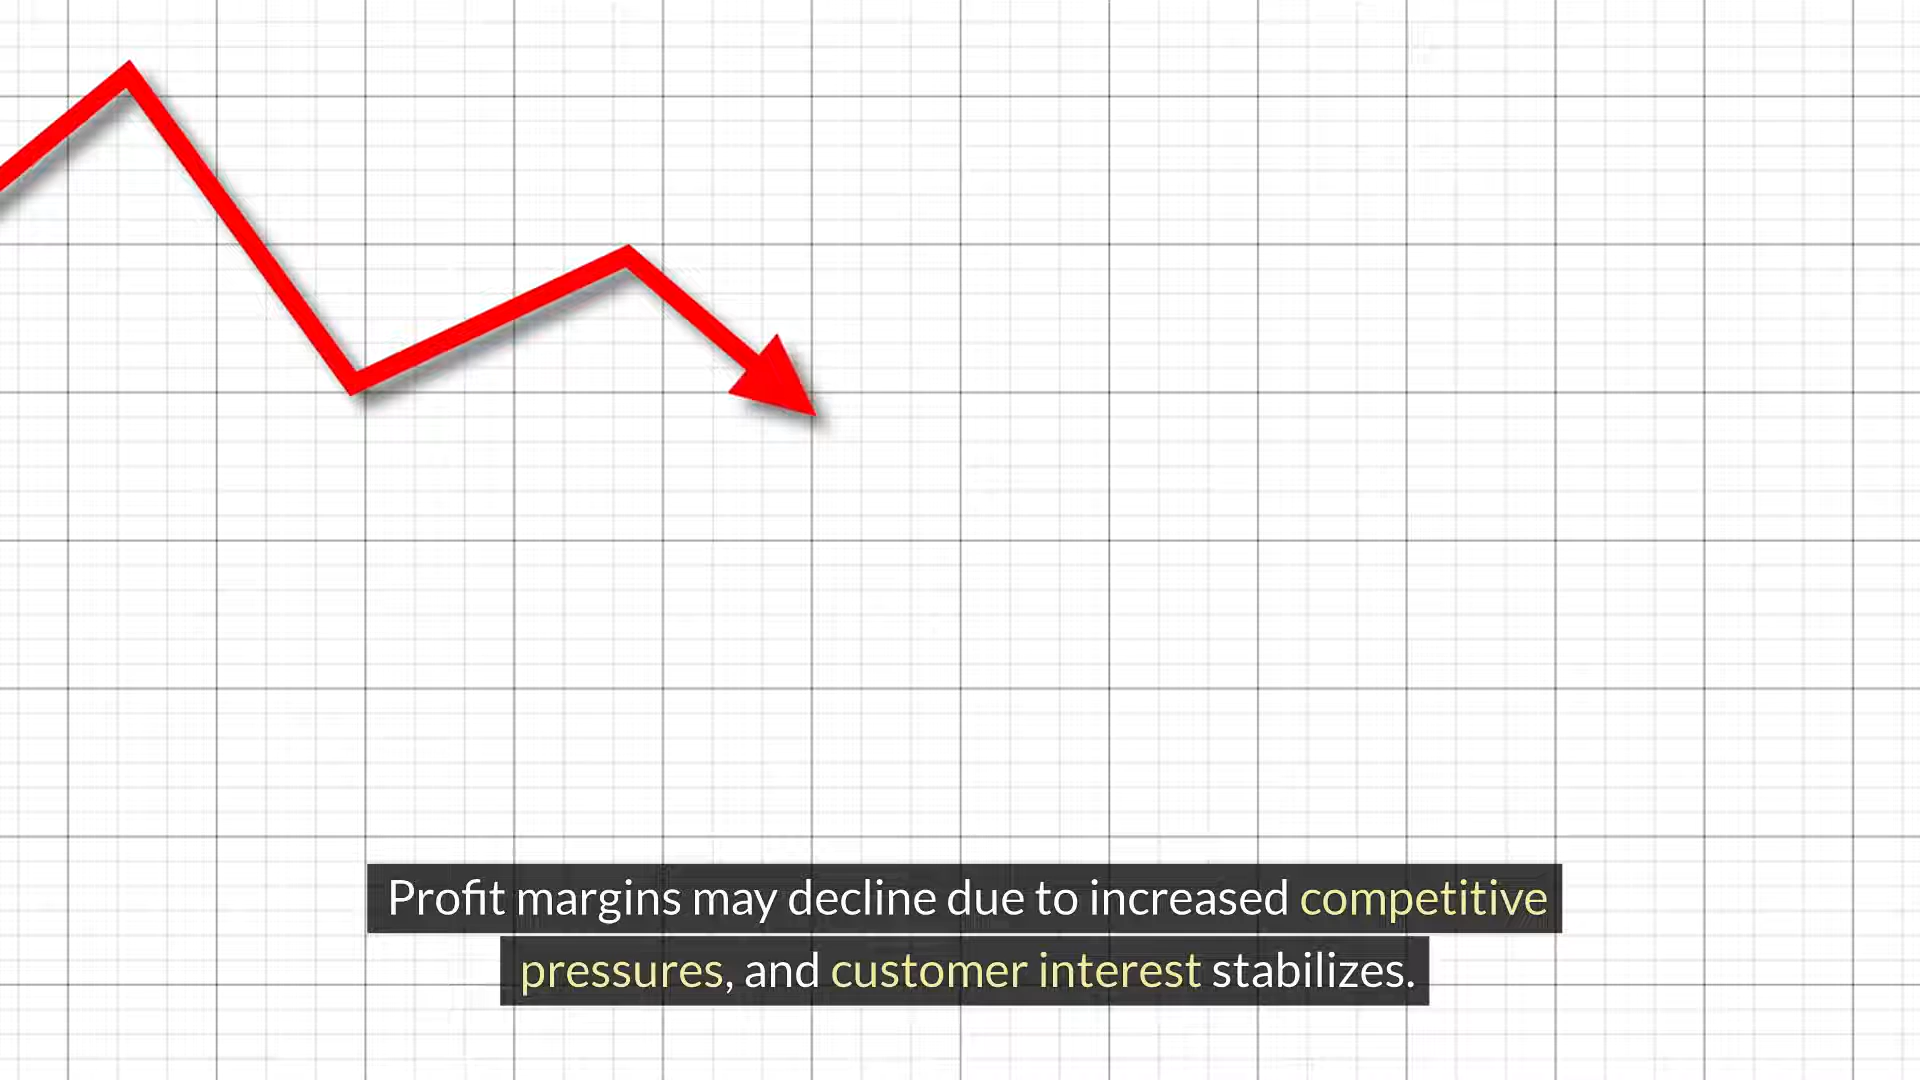 Profit margins may decline due to increased competitive
pressures, and customer interest stabilizes.